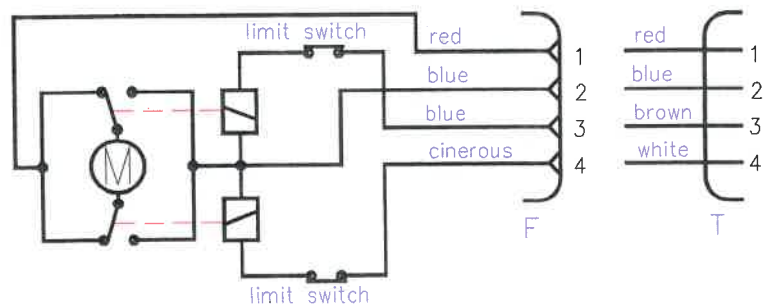 limit switch
red
blue
blue
cinerous
1
2
3
4
F
red
blue
brown
white
1
2
3
4
T
M
limit switch